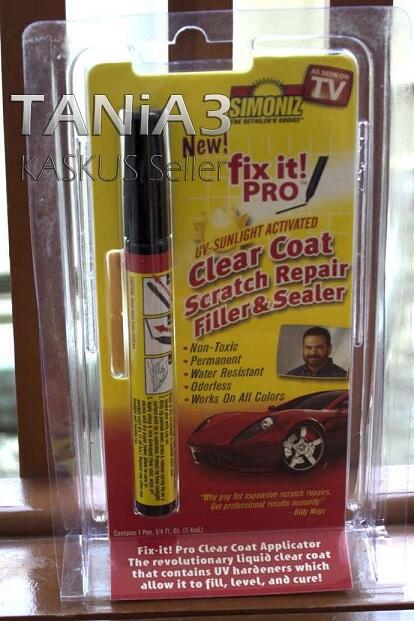 AS SEEN ON
TV
SIMONIZ
THE DETAILER'S CHOICE™
TANiA3
KASKUS Seller
New!
fix it!
PRO™
UV-SUNLIGHT ACTIVATED
Clear Coat
Scratch Repair
Filler & Sealer
• Non-Toxic
• Permanent
• Water Resistant
• Odorless
• Works On All Colors
"Why pay for expensive scratch repairs.
Get professional results instantly"
- Billy Mays
Contains 1 Pen, 1/4 Fl. Oz. (7.4mL)
Fix-it! Pro Clear Coat Applicator
The revolutionary liquid clear coat
that contains UV hardeners which
allow it to fill, level, and cure!